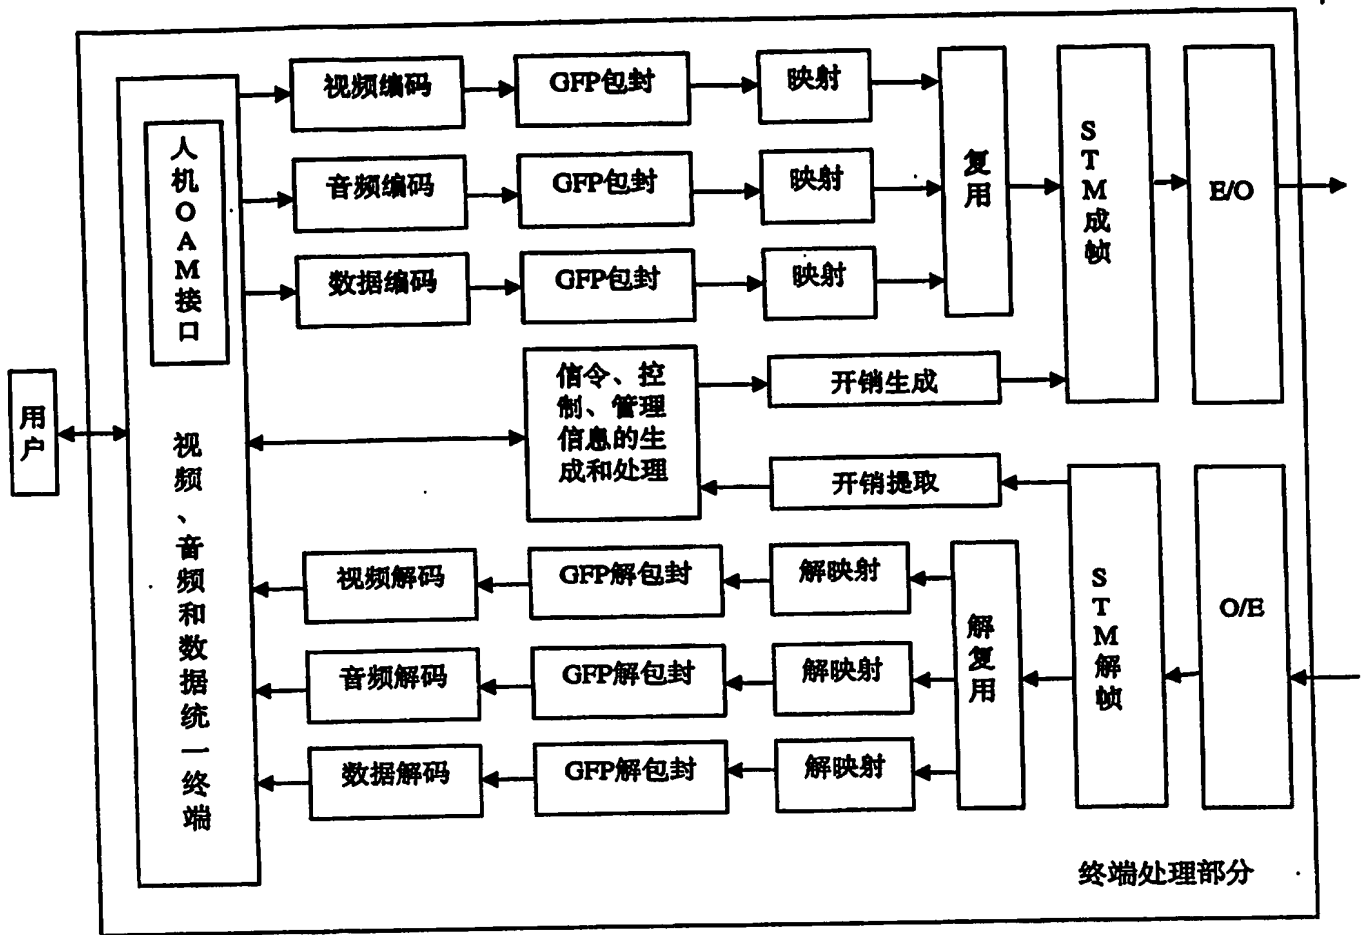 视频编码
GFP包封
映射
音频编码
GFP包封
映射
数据编码
GFP包封
映射
复用
STM成帧
E/O
人机OAM接口
用户
视频、音频和数据统一终端
信令、控
制、管理
信息的生
成和处理
开销生成
开销提取
视频解码
GFP解包封
解映射
音频解码
GFP解包封
解映射
数据解码
GFP解包封
解映射
解复用
STM解帧
O/E
终端处理部分